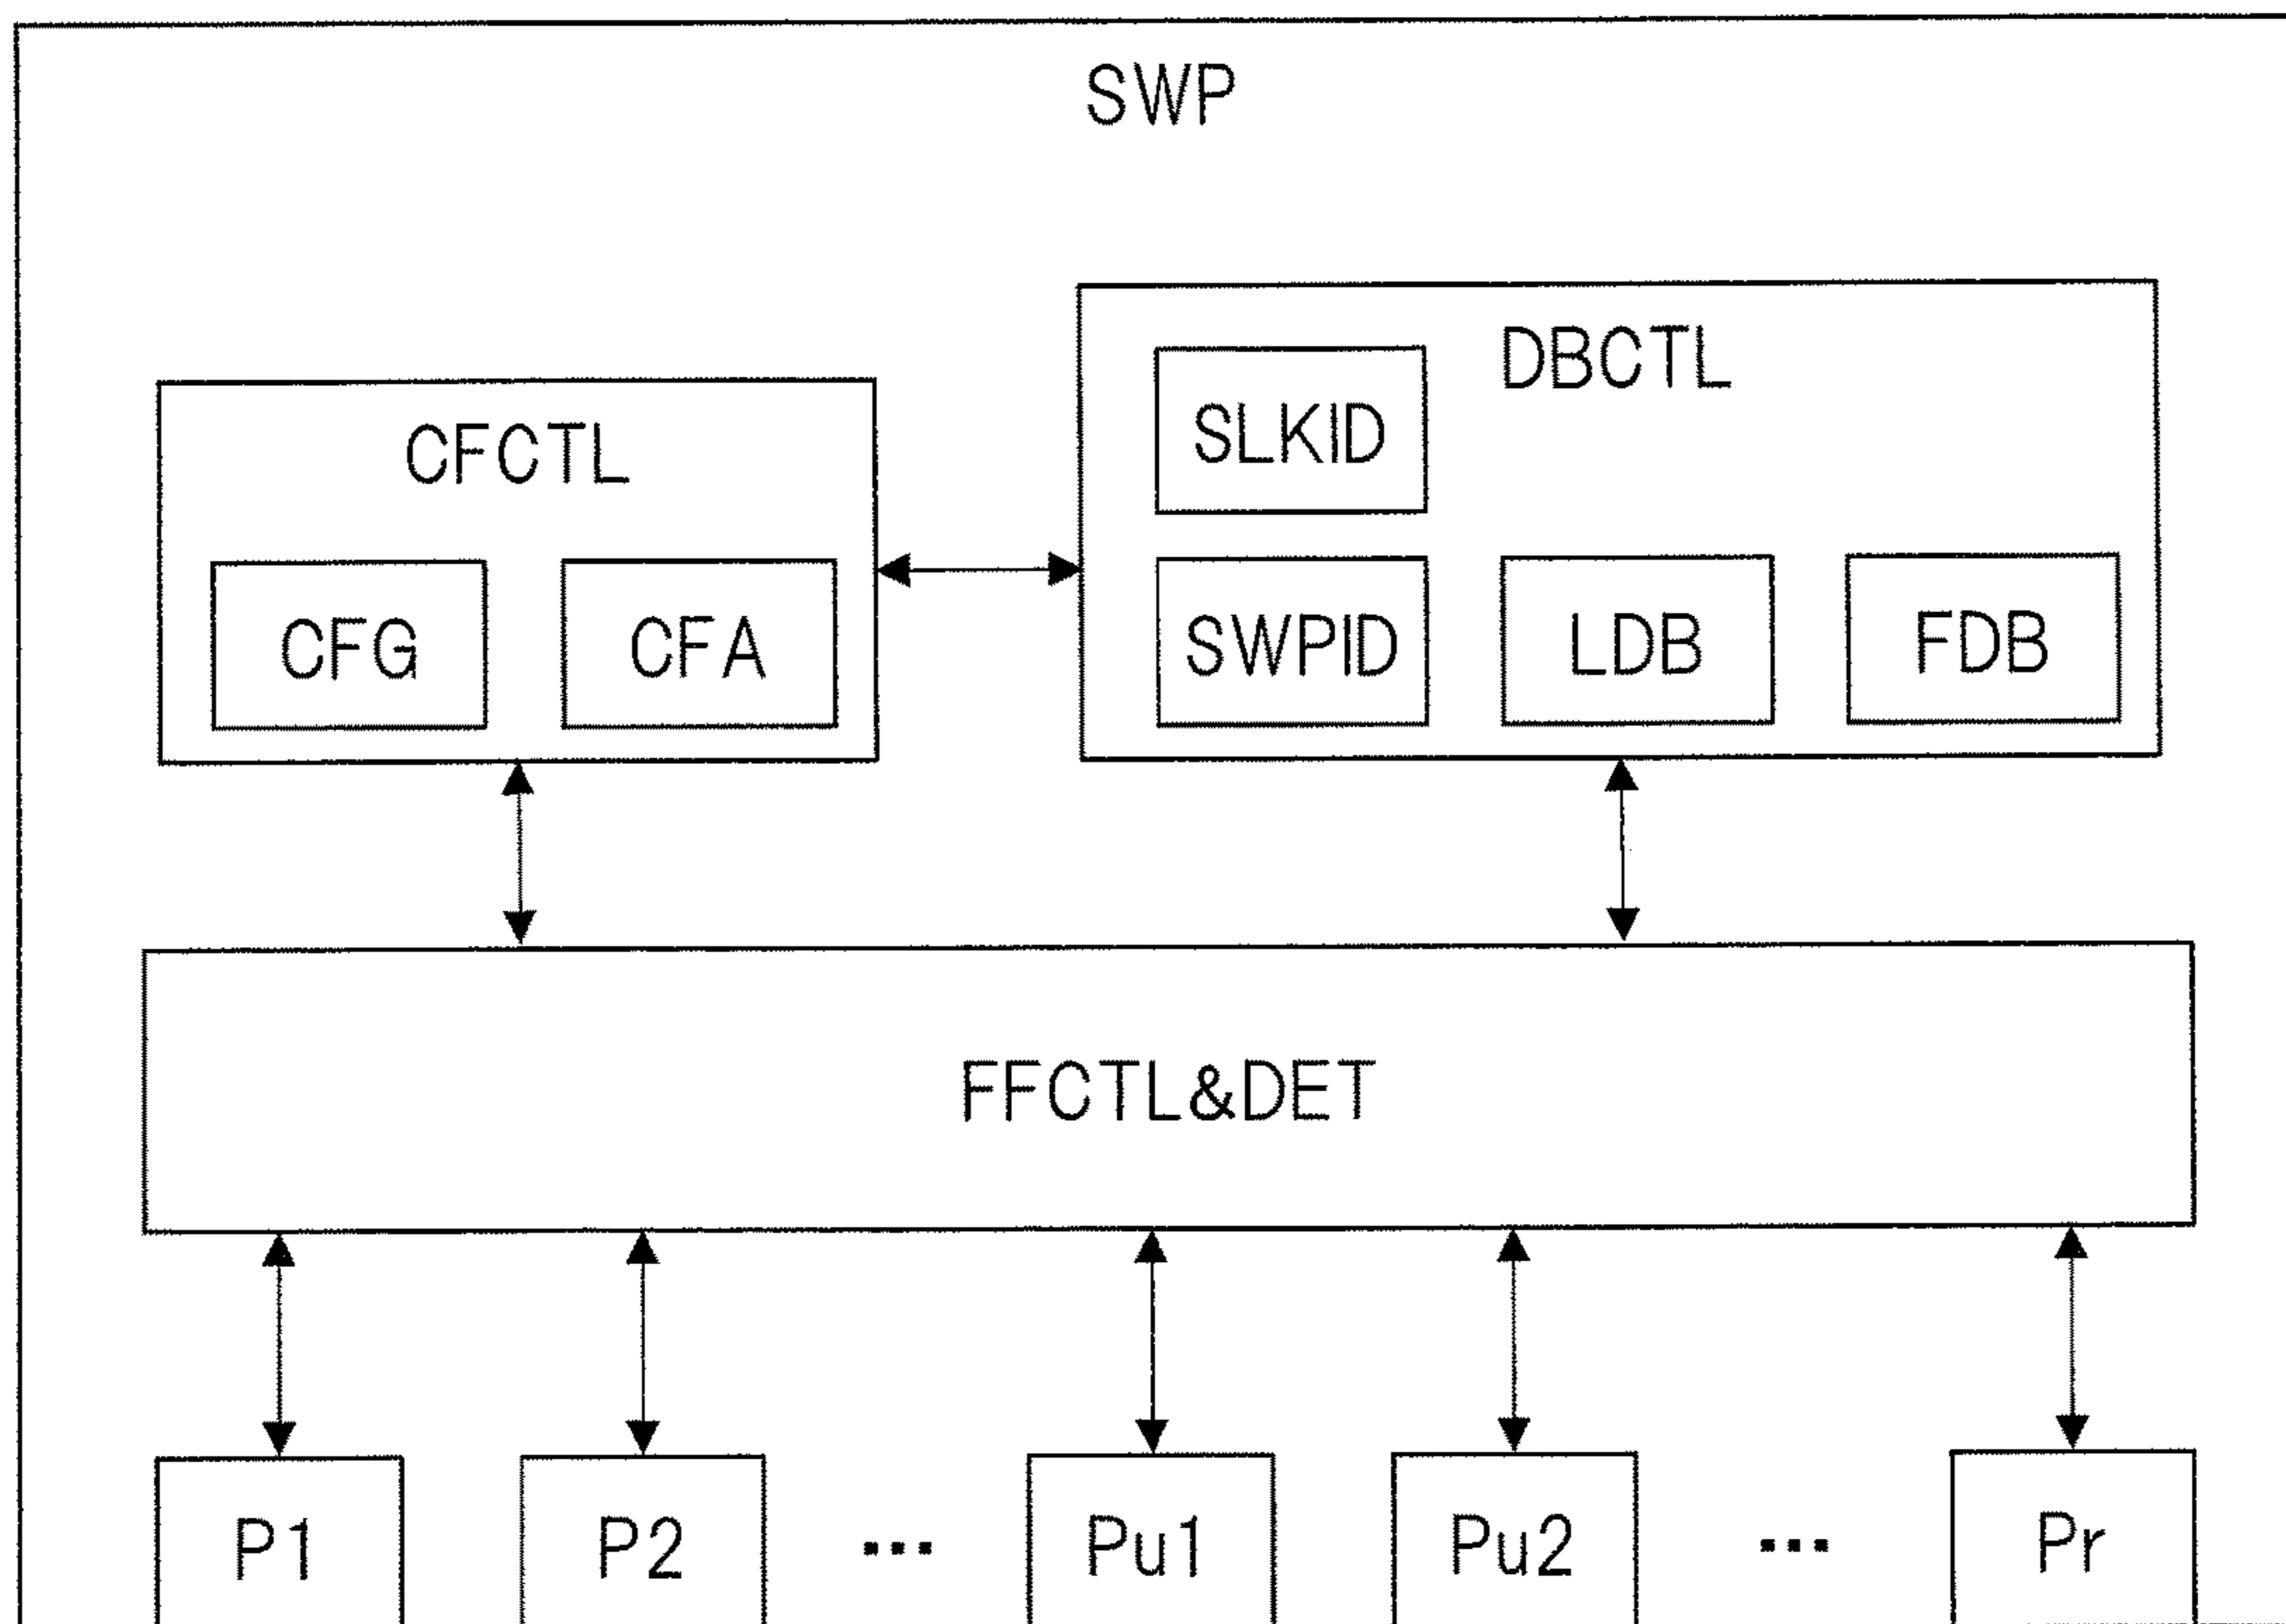 SWP
DBCTL
SLKID
CFCTL
CFG CFA
SWPID LDB FDB
FFCTL&DET
P1 P2 ... Pu1 Pu2 ... Pr